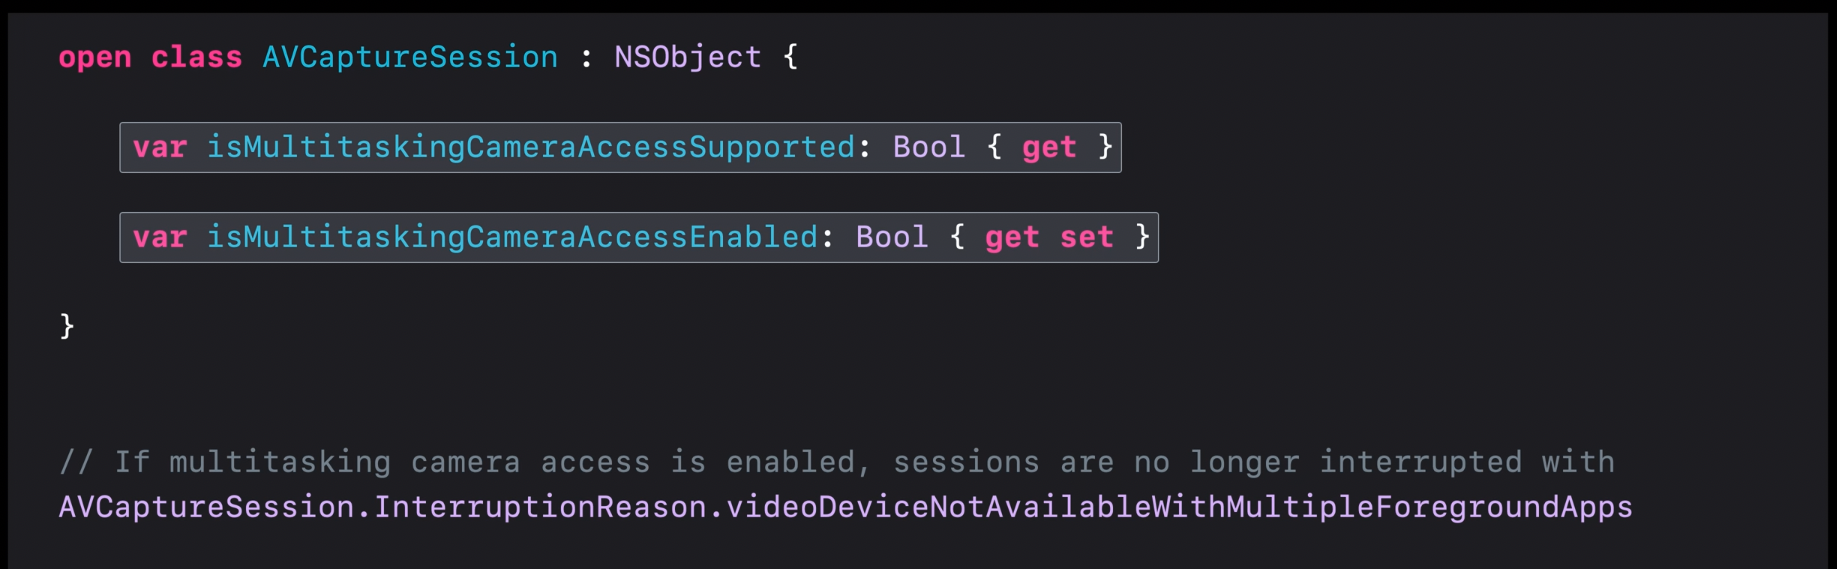 open class AVCaptureSession : NSObject {
var isMultitaskingCameraAccessSupported: Bool { get }
var isMultitaskingCameraAccessEnabled: Bool { get set }
}
// If multitasking camera access is enabled, sessions are no longer interrupted with
AVCaptureSession.InterruptionReason.videoDeviceNotAvailableWithMultipleForegroundApps